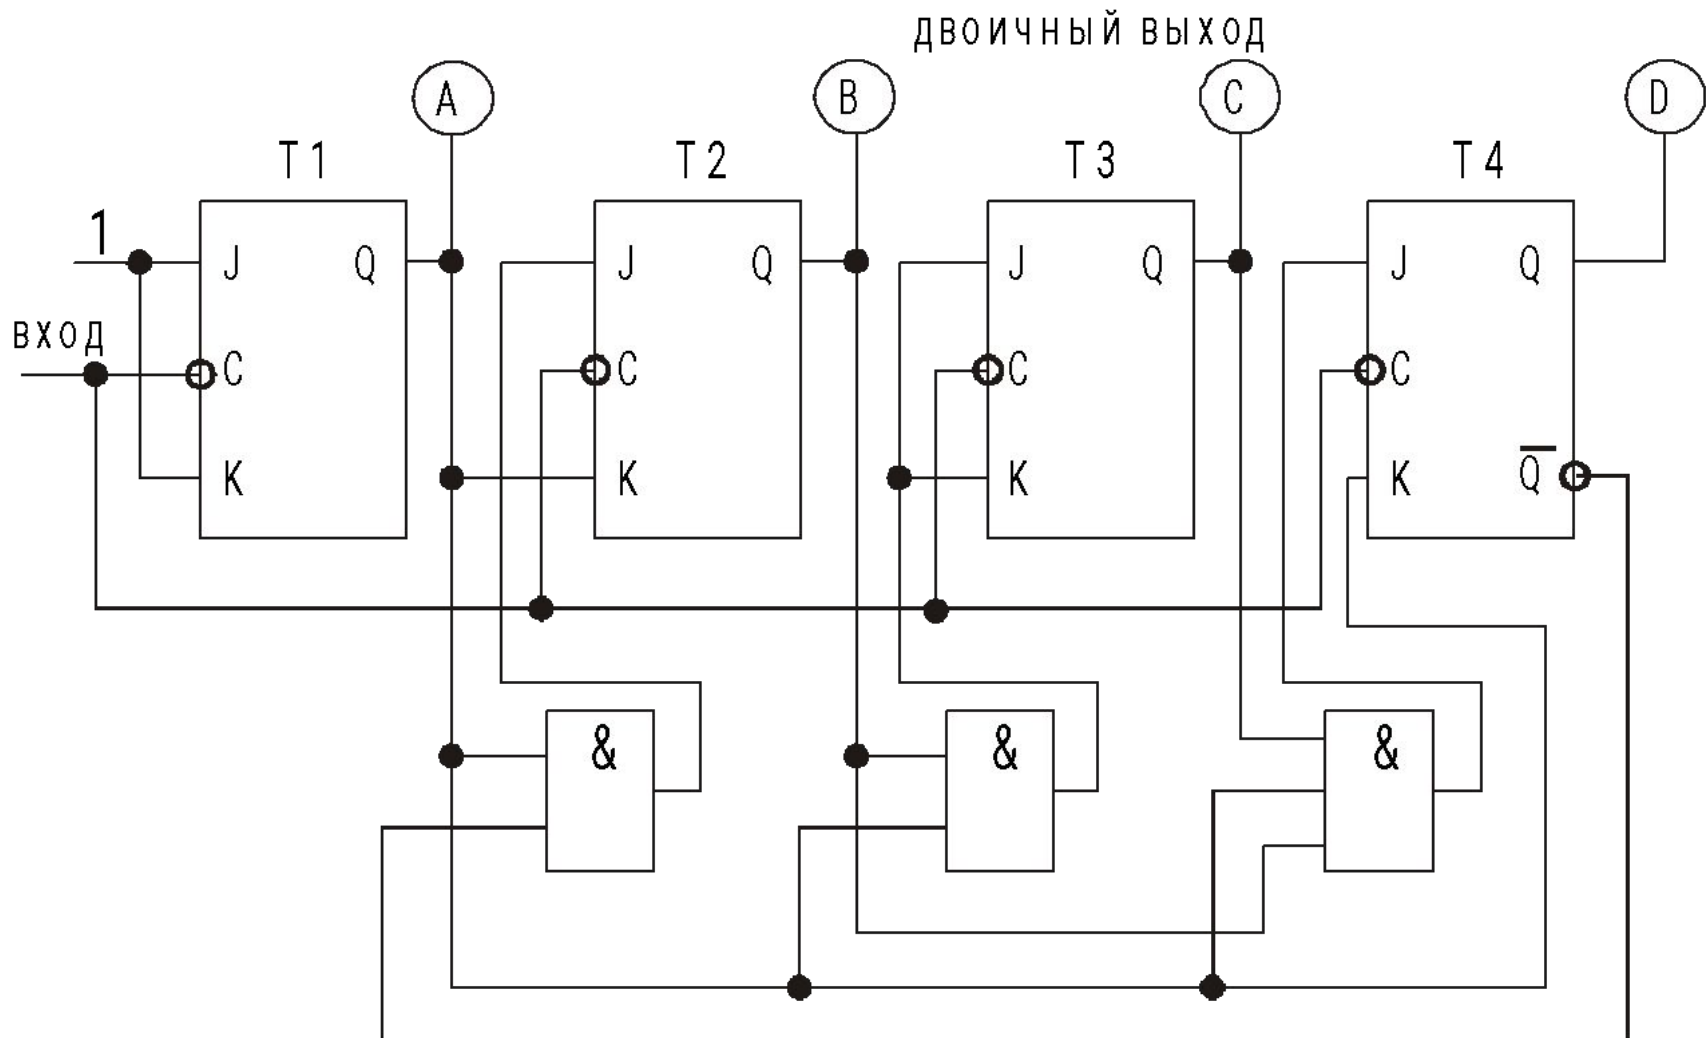 ДВОИЧНЫЙ ВЫХОД
A B C D
T1 T2 T3 T4
1
J Q J Q J Q J Q
ВХОД
C C C C
K K K K Q̅
& & &